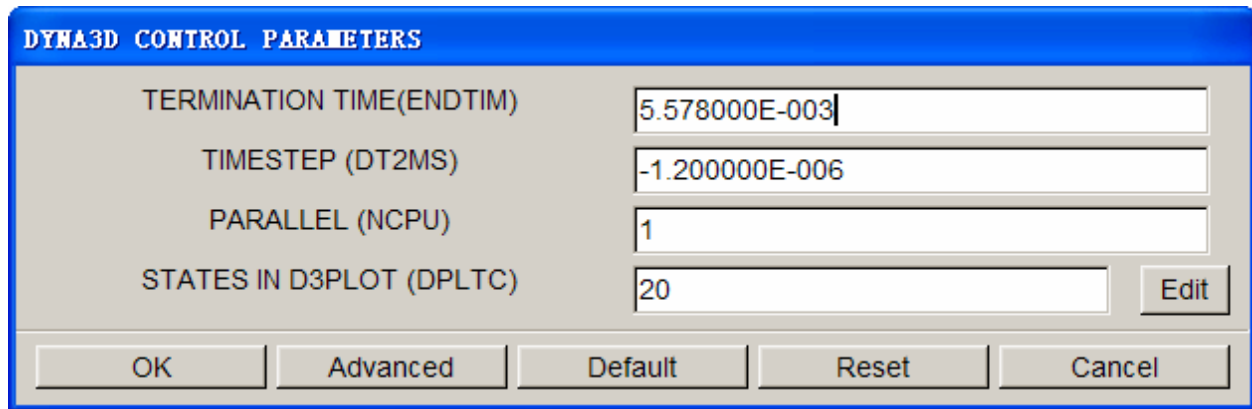 DYNA3D CONTROL PARAMETERS
TERMINATION TIME(ENDTIM) 5.578000E-003
TIMESTEP (DT2MS) -1.200000E-006
PARALLEL (NCPU) 1
STATES IN D3PLOT (DPLTC) 20 Edit
OK Advanced Default Reset Cancel